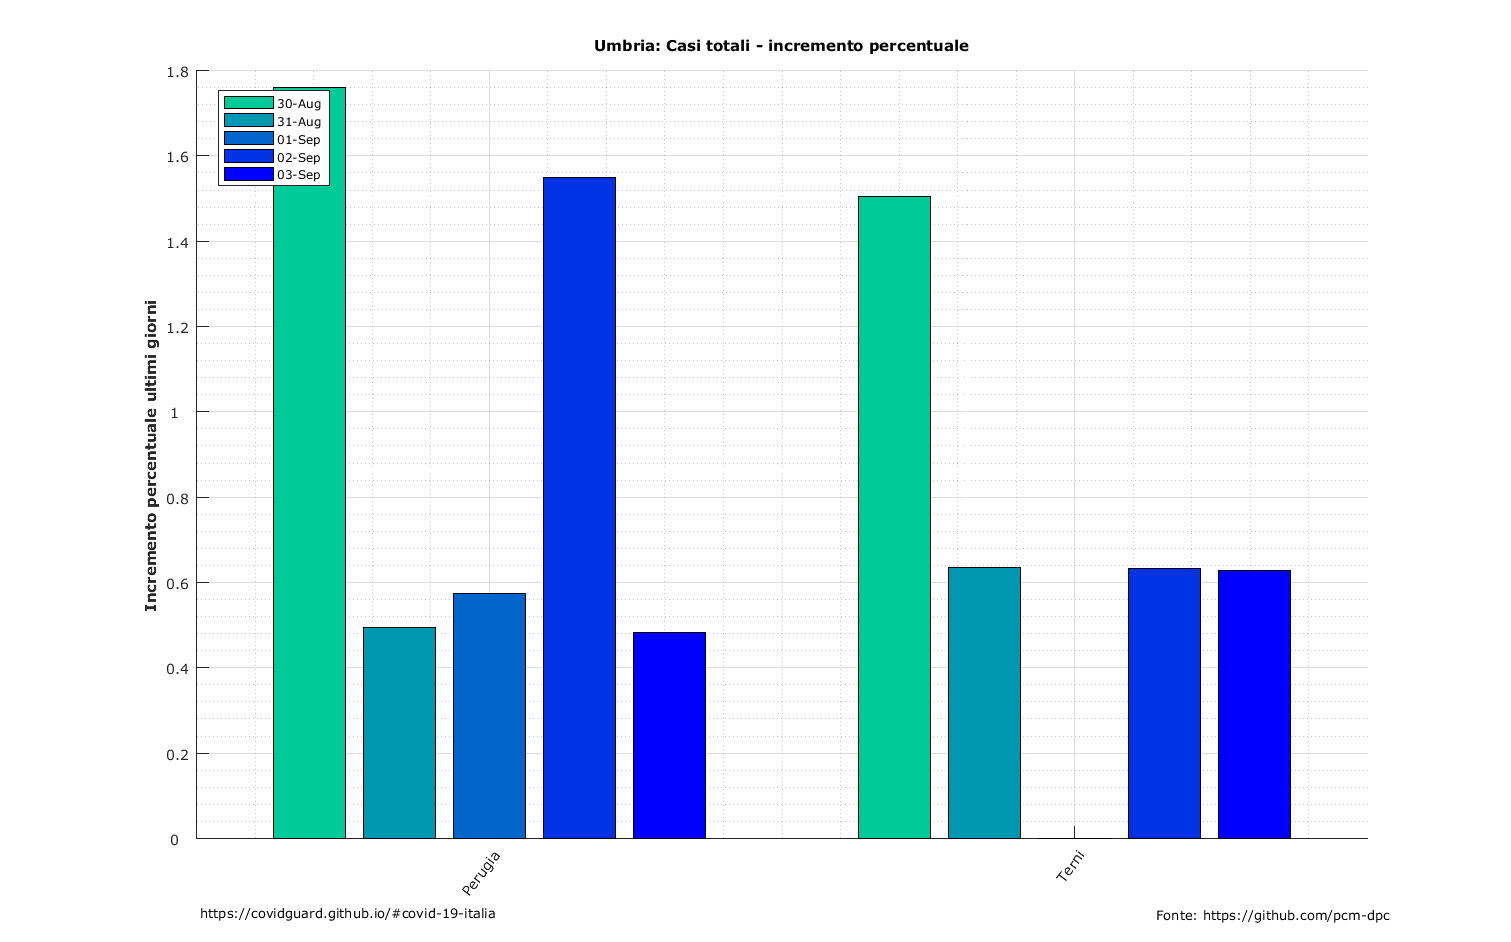 Umbria: Casi totali - incremento percentuale
1.8
1.6
1.4
1.2
1
0.8
0.6
0.4
0.2
0
Incremento percentuale ultimi giorni
30-Aug
31-Aug
01-Sep
02-Sep
03-Sep
Perugia
Terni
https://covidguard.github.io/#covid-19-italia
Fonte: https://github.com/pcm-dpc